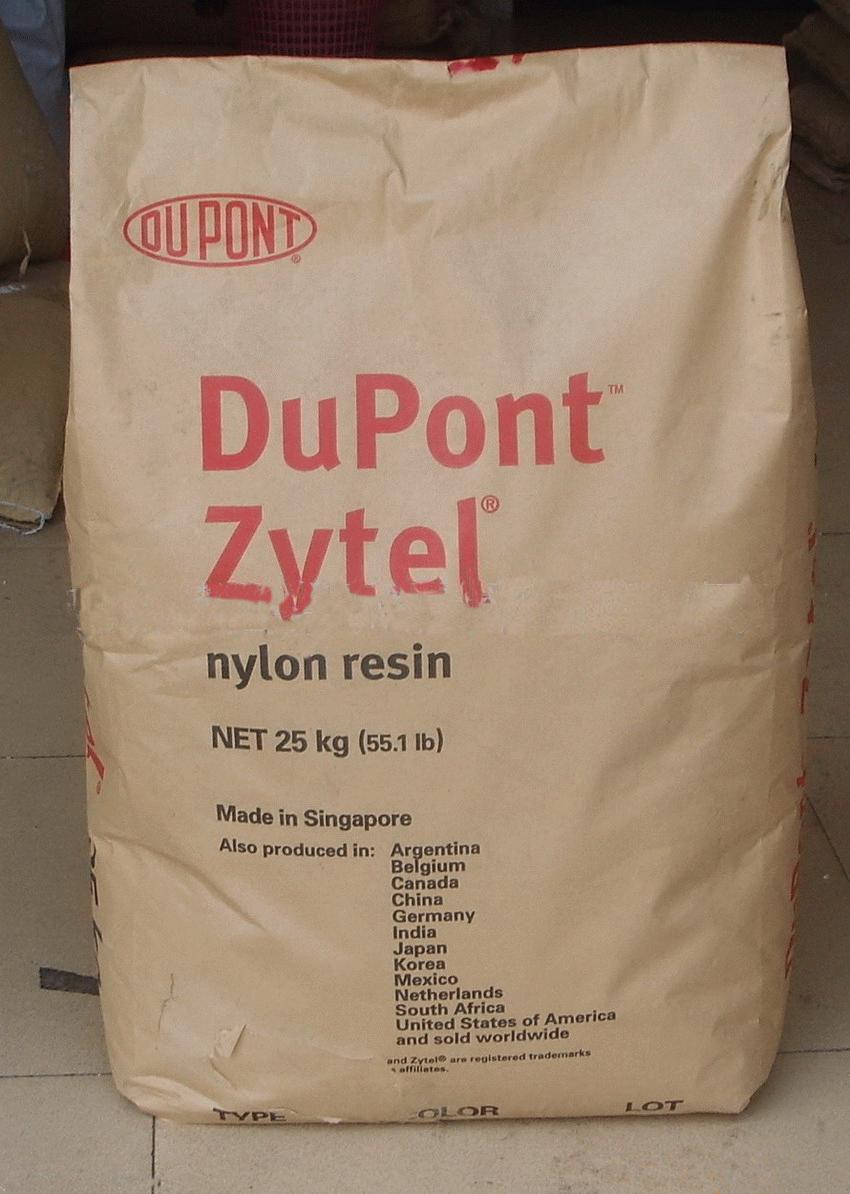 DU PONT®
DuPont™
Zytel®
nylon resin
NET 25 kg (55.1 lb)
Made in Singapore
Also produced in: Argentina
Belgium
Canada
China
Germany
India
Japan
Korea
Mexico
Netherlands
South Africa
United States of America
and sold worldwide
and Zytel® are registered trademarks
affiliates.
TYPE OLOR LOT